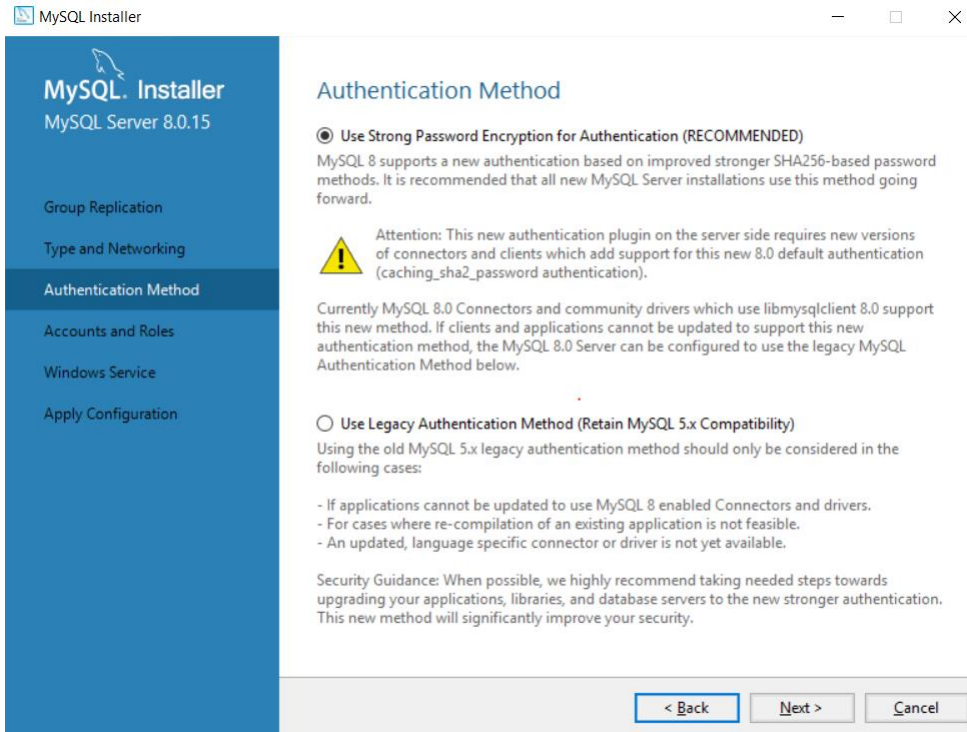 MySQL Installer
MySQL. Installer
MySQL Server 8.0.15
Group Replication
Type and Networking
Authentication Method
Accounts and Roles
Windows Service
Apply Configuration
Authentication Method
Use Strong Password Encryption for Authentication (RECOMMENDED)
MySQL 8 supports a new authentication based on improved stronger SHA256-based password
methods. It is recommended that all new MySQL Server installations use this method going
forward.
Attention: This new authentication plugin on the server side requires new versions
of connectors and clients which add support for this new 8.0 default authentication
(caching_sha2_password authentication).
Currently MySQL 8.0 Connectors and community drivers which use libmysqlclient 8.0 support
this new method. If clients and applications cannot be updated to support this new
authentication method, the MySQL 8.0 Server can be configured to use the legacy MySQL
Authentication Method below.
Use Legacy Authentication Method (Retain MySQL 5.x Compatibility)
Using the old MySQL 5.x legacy authentication method should only be considered in the
following cases:
- If applications cannot be updated to use MySQL 8 enabled Connectors and drivers.
- For cases where re-compilation of an existing application is not feasible.
- An updated, language specific connector or driver is not yet available.
Security Guidance: When possible, we highly recommend taking needed steps towards
upgrading your applications, libraries, and database servers to the new stronger authentication.
This new method will significantly improve your security.
< Back
Next >
Cancel